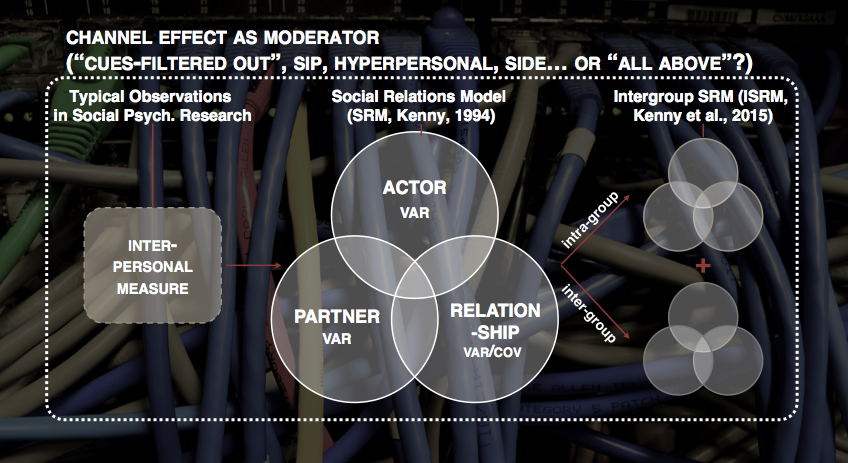 CHANNEL EFFECT AS MODERATOR
(“CUES-FILTERED OUT”, SIP, HYPERPERSONAL, SIDE... OR “ALL ABOVE”?)
Typical Observations
in Social Psych. Research
Social Relations Model
(SRM, Kenny, 1994)
Intergroup SRM (ISRM,
Kenny et al., 2015)
INTER-
PERSONAL
MEASURE
ACTOR
VAR
PARTNER
VAR
RELATION
-SHIP
VAR/COV
intra-group
+
inter-group